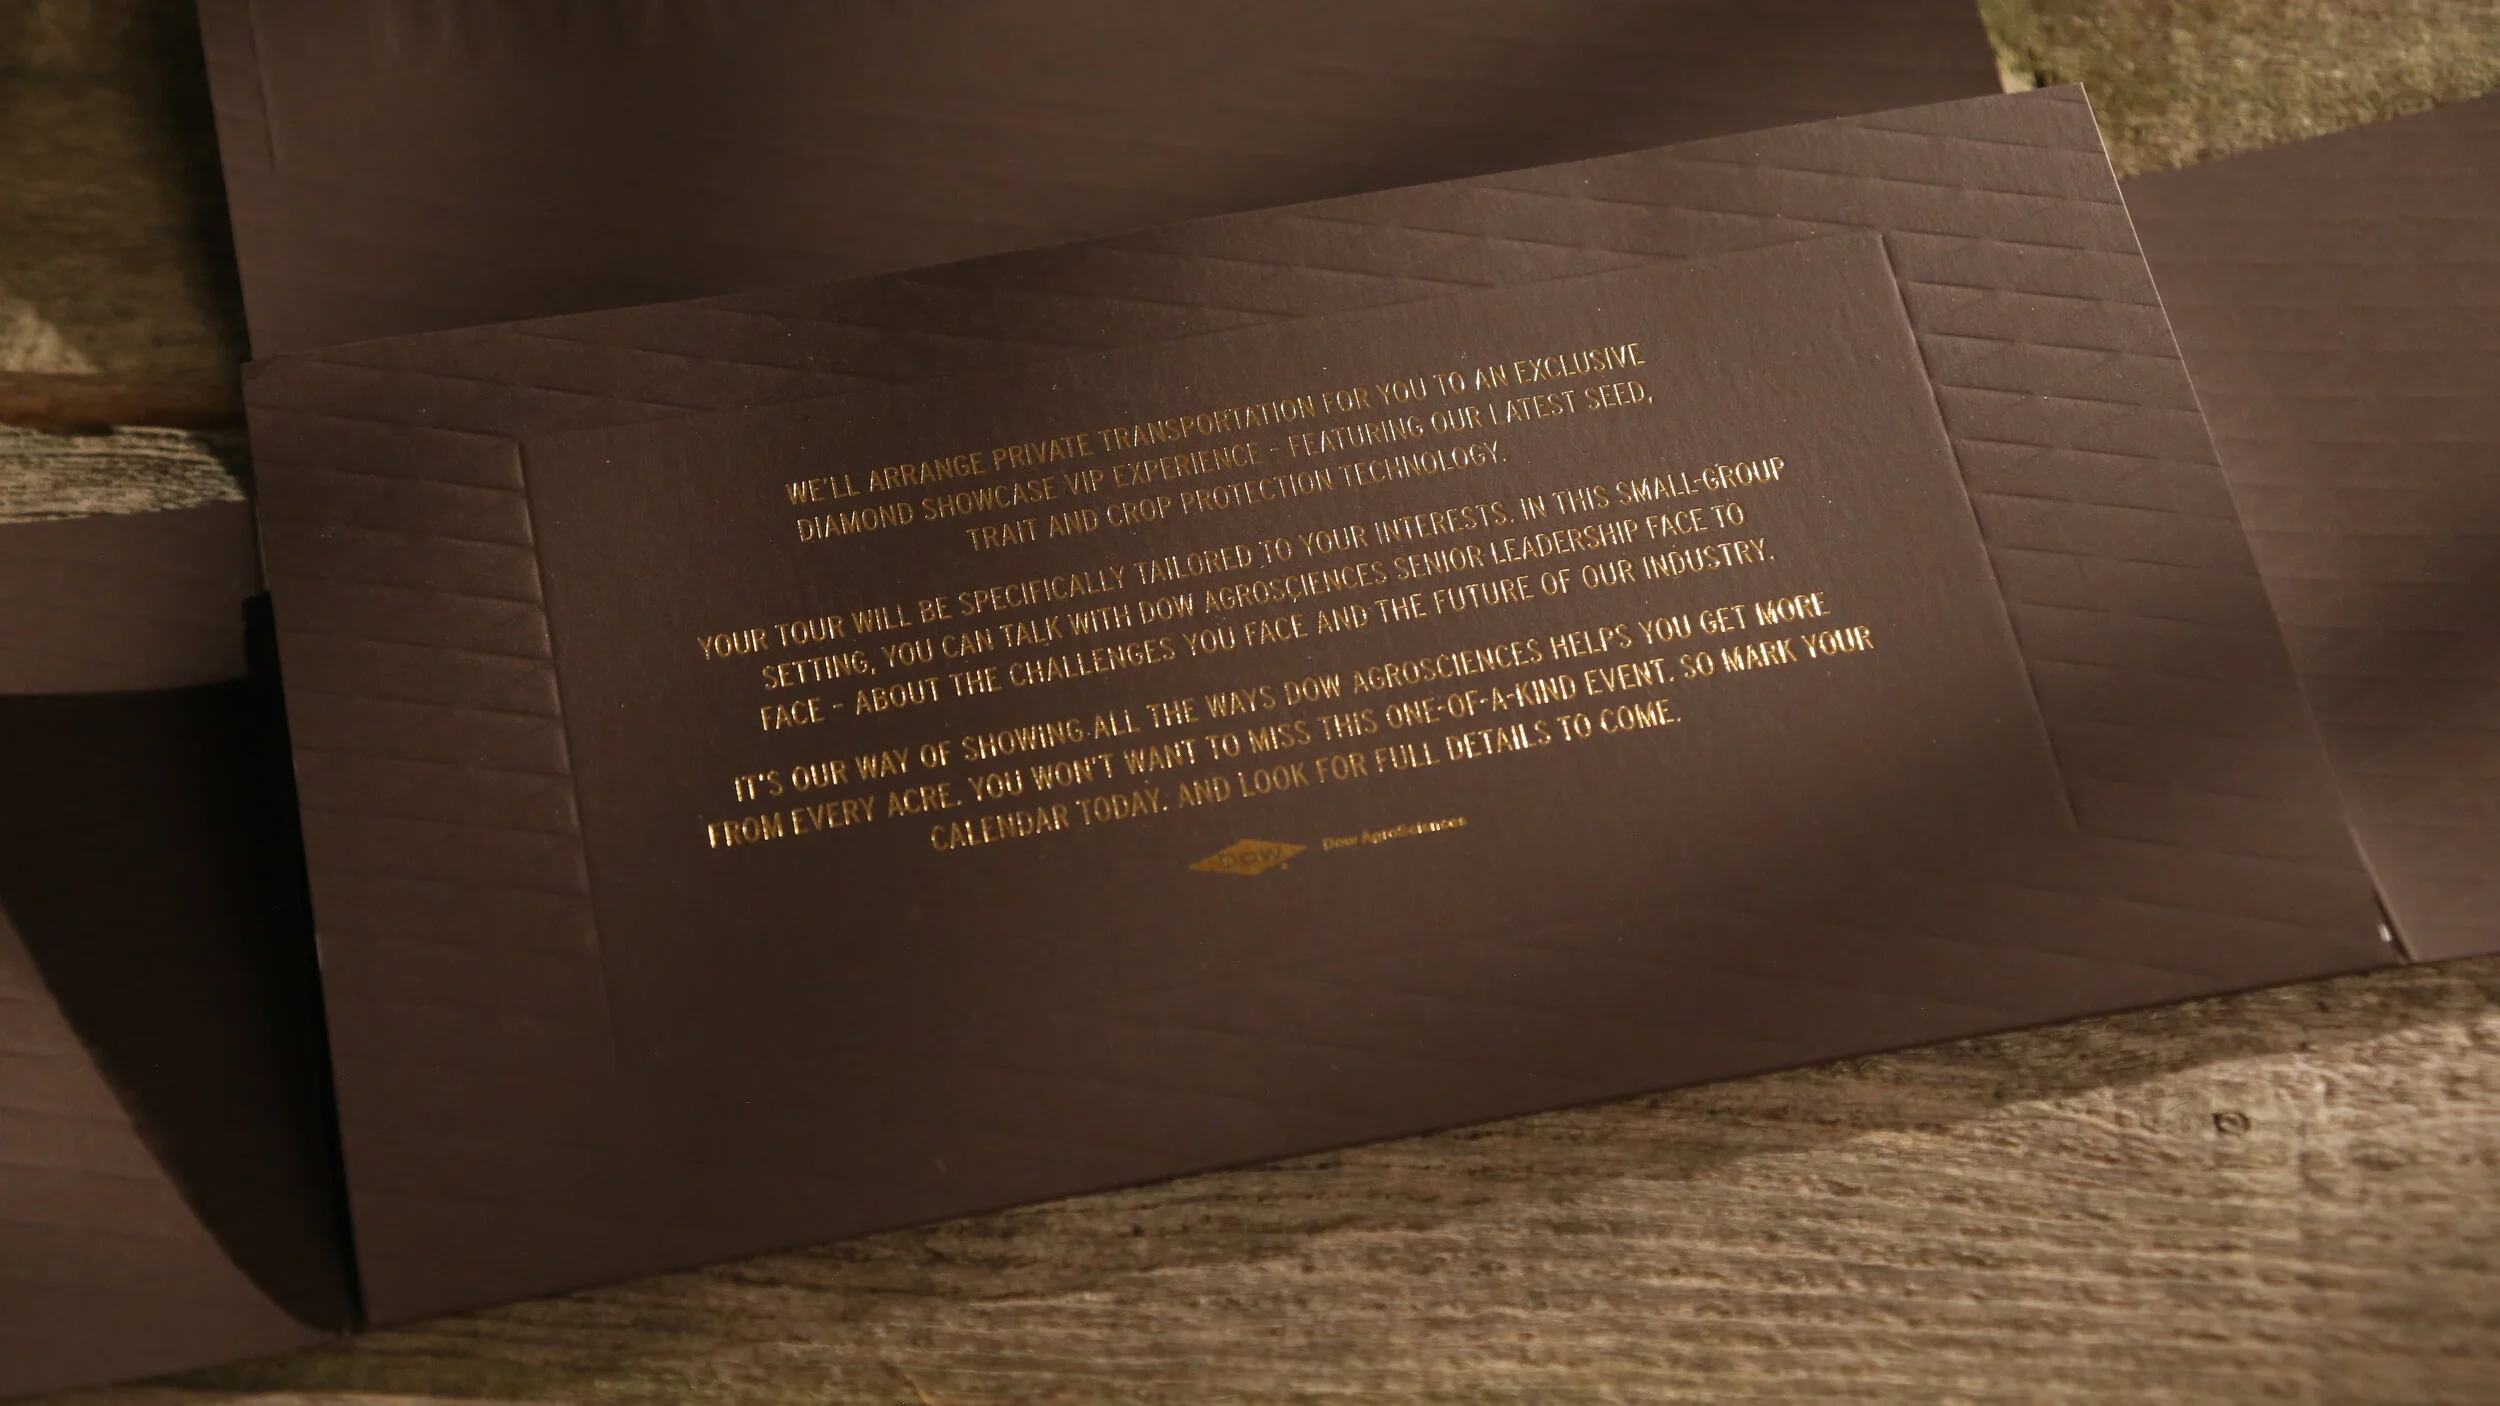 WE'LL ARRANGE PRIVATE TRANSPORTATION FOR YOU TO AN EXCLUSIVE
DIAMOND SHOWCASE VIP EXPERIENCE - FEATURING OUR LATEST SEED,
TRAIT AND CROP PROTECTION TECHNOLOGY.
YOUR TOUR WILL BE SPECIFICALLY TAILORED TO YOUR INTERESTS. IN THIS SMALL-GROUP
SETTING, YOU CAN TALK WITH DOW AGROSCIENCES SENIOR LEADERSHIP FACE TO
FACE - ABOUT THE CHALLENGES YOU FACE AND THE FUTURE OF OUR INDUSTRY.
IT'S OUR WAY OF SHOWING ALL THE WAYS DOW AGROSCIENCES HELPS YOU GET MORE
FROM EVERY ACRE. YOU WON'T WANT TO MISS THIS ONE-OF-A-KIND EVENT. SO MARK YOUR
CALENDAR TODAY. AND LOOK FOR FULL DETAILS TO COME.
DOW Dow AgroSciences